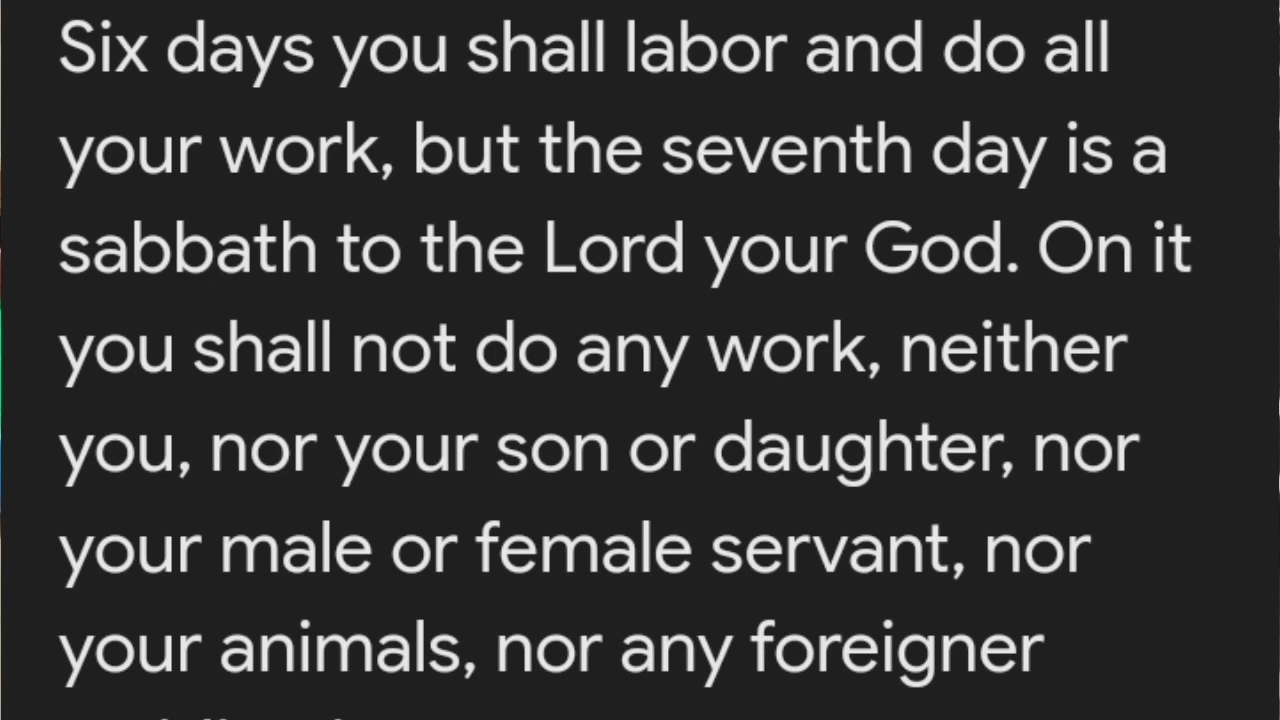 Six days you shall labor and do all
your work, but the seventh day is a
sabbath to the Lord your God. On it
you shall not do any work, neither
you, nor your son or daughter, nor
your male or female servant, nor
your animals, nor any foreigner